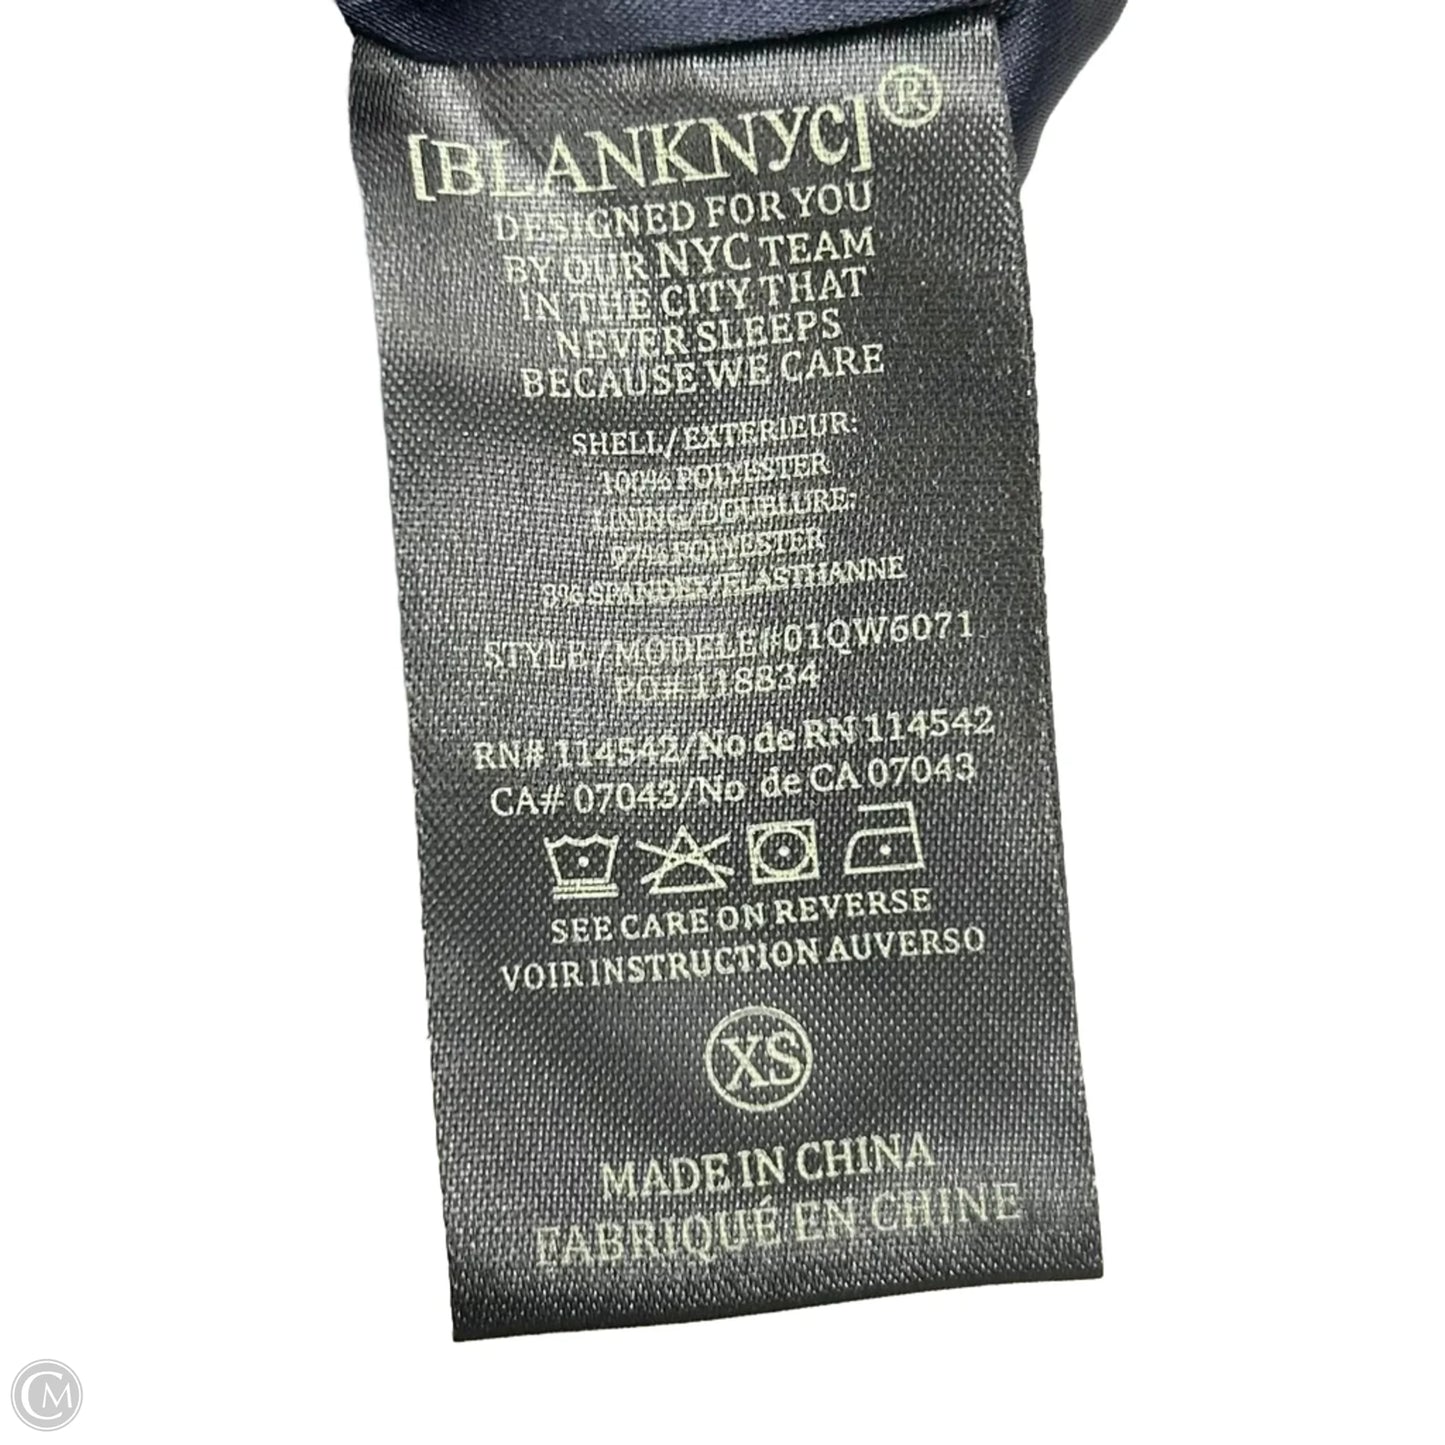 [BLANKNYC]®
DESIGNED FOR YOU
BY OUR NYC TEAM
IN THE CITY THAT
NEVER SLEEPS
BECAUSE WE CARE
SHELL/EXTERIEUR:
100% POLYESTER
LINING/DOUBLURE:
97% POLYESTER
3% SPANDEX/ELASTHANNE
STYLE/MODELE#01QW6071
PO#118834
RN# 114542/No de RN 114542
CA# 07043/No de CA 07043
SEE CARE ON REVERSE
VOIR INSTRUCTION AUVERSO
XS
MADE IN CHINA
FABRIQUÉ EN CHINE
CM